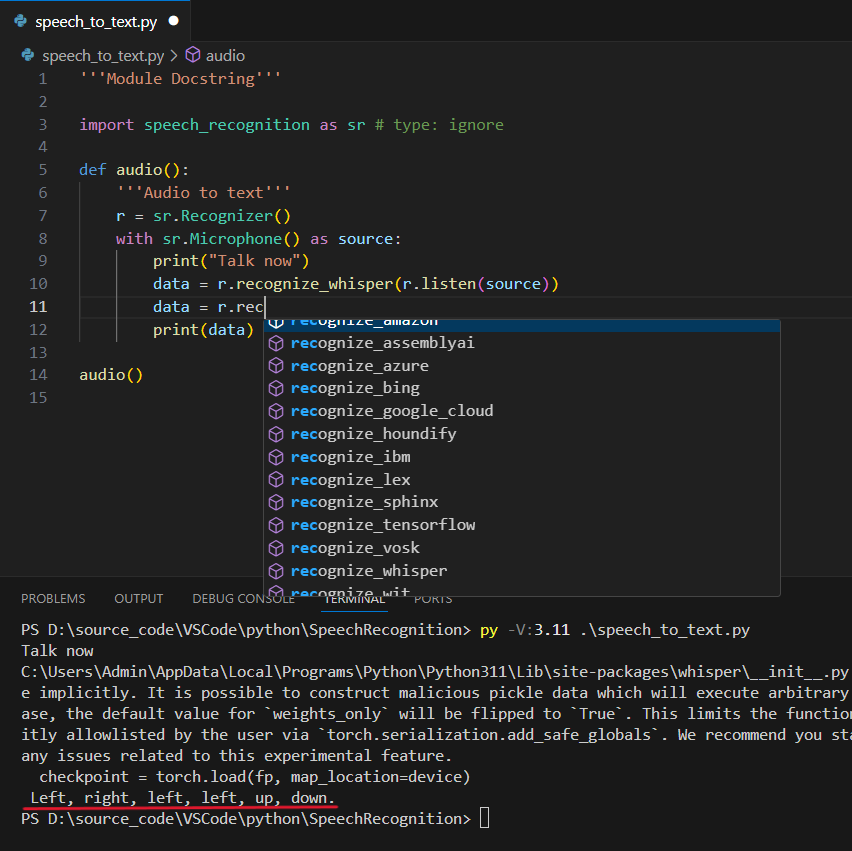 speech_to_text.py ●
speech_to_text.py > audio
1 '''Module Docstring'''
2
3 import speech_recognition as sr # type: ignore
4
5 def audio():
6 '''Audio to text'''
7 r = sr.Recognizer()
8 with sr.Microphone() as source:
9 print("Talk now")
10 data = r.recognize_whisper(r.listen(source))
11 data = r.rec
12 print(data)
13
14 audio()
15
recognize_amazon
recognize_assemblyai
recognize_azure
recognize_bing
recognize_google_cloud
recognize_houndify
recognize_ibm
recognize_lex
recognize_sphinx
recognize_tensorflow
recognize_vosk
recognize_whisper
recognize_wit
PROBLEMS OUTPUT DEBUG CONSOLE TERMINAL PORTS
PS D:\source_code\VSCode\python\SpeechRecognition> py -V:3.11 .\speech_to_text.py
Talk now
C:\Users\Admin\AppData\Local\Programs\Python\Python311\Lib\site-packages\whisper\__init__.py
e implicitly. It is possible to construct malicious pickle data which will execute arbitrary
ase, the default value for `weights_only` will be flipped to `True`. This limits the function
itly allowlisted by the user via `torch.serialization.add_safe_globals`. We recommend you sta
any issues related to this experimental feature.
checkpoint = torch.load(fp, map_location=device)
Left, right, left, left, up, down.
PS D:\source_code\VSCode\python\SpeechRecognition>